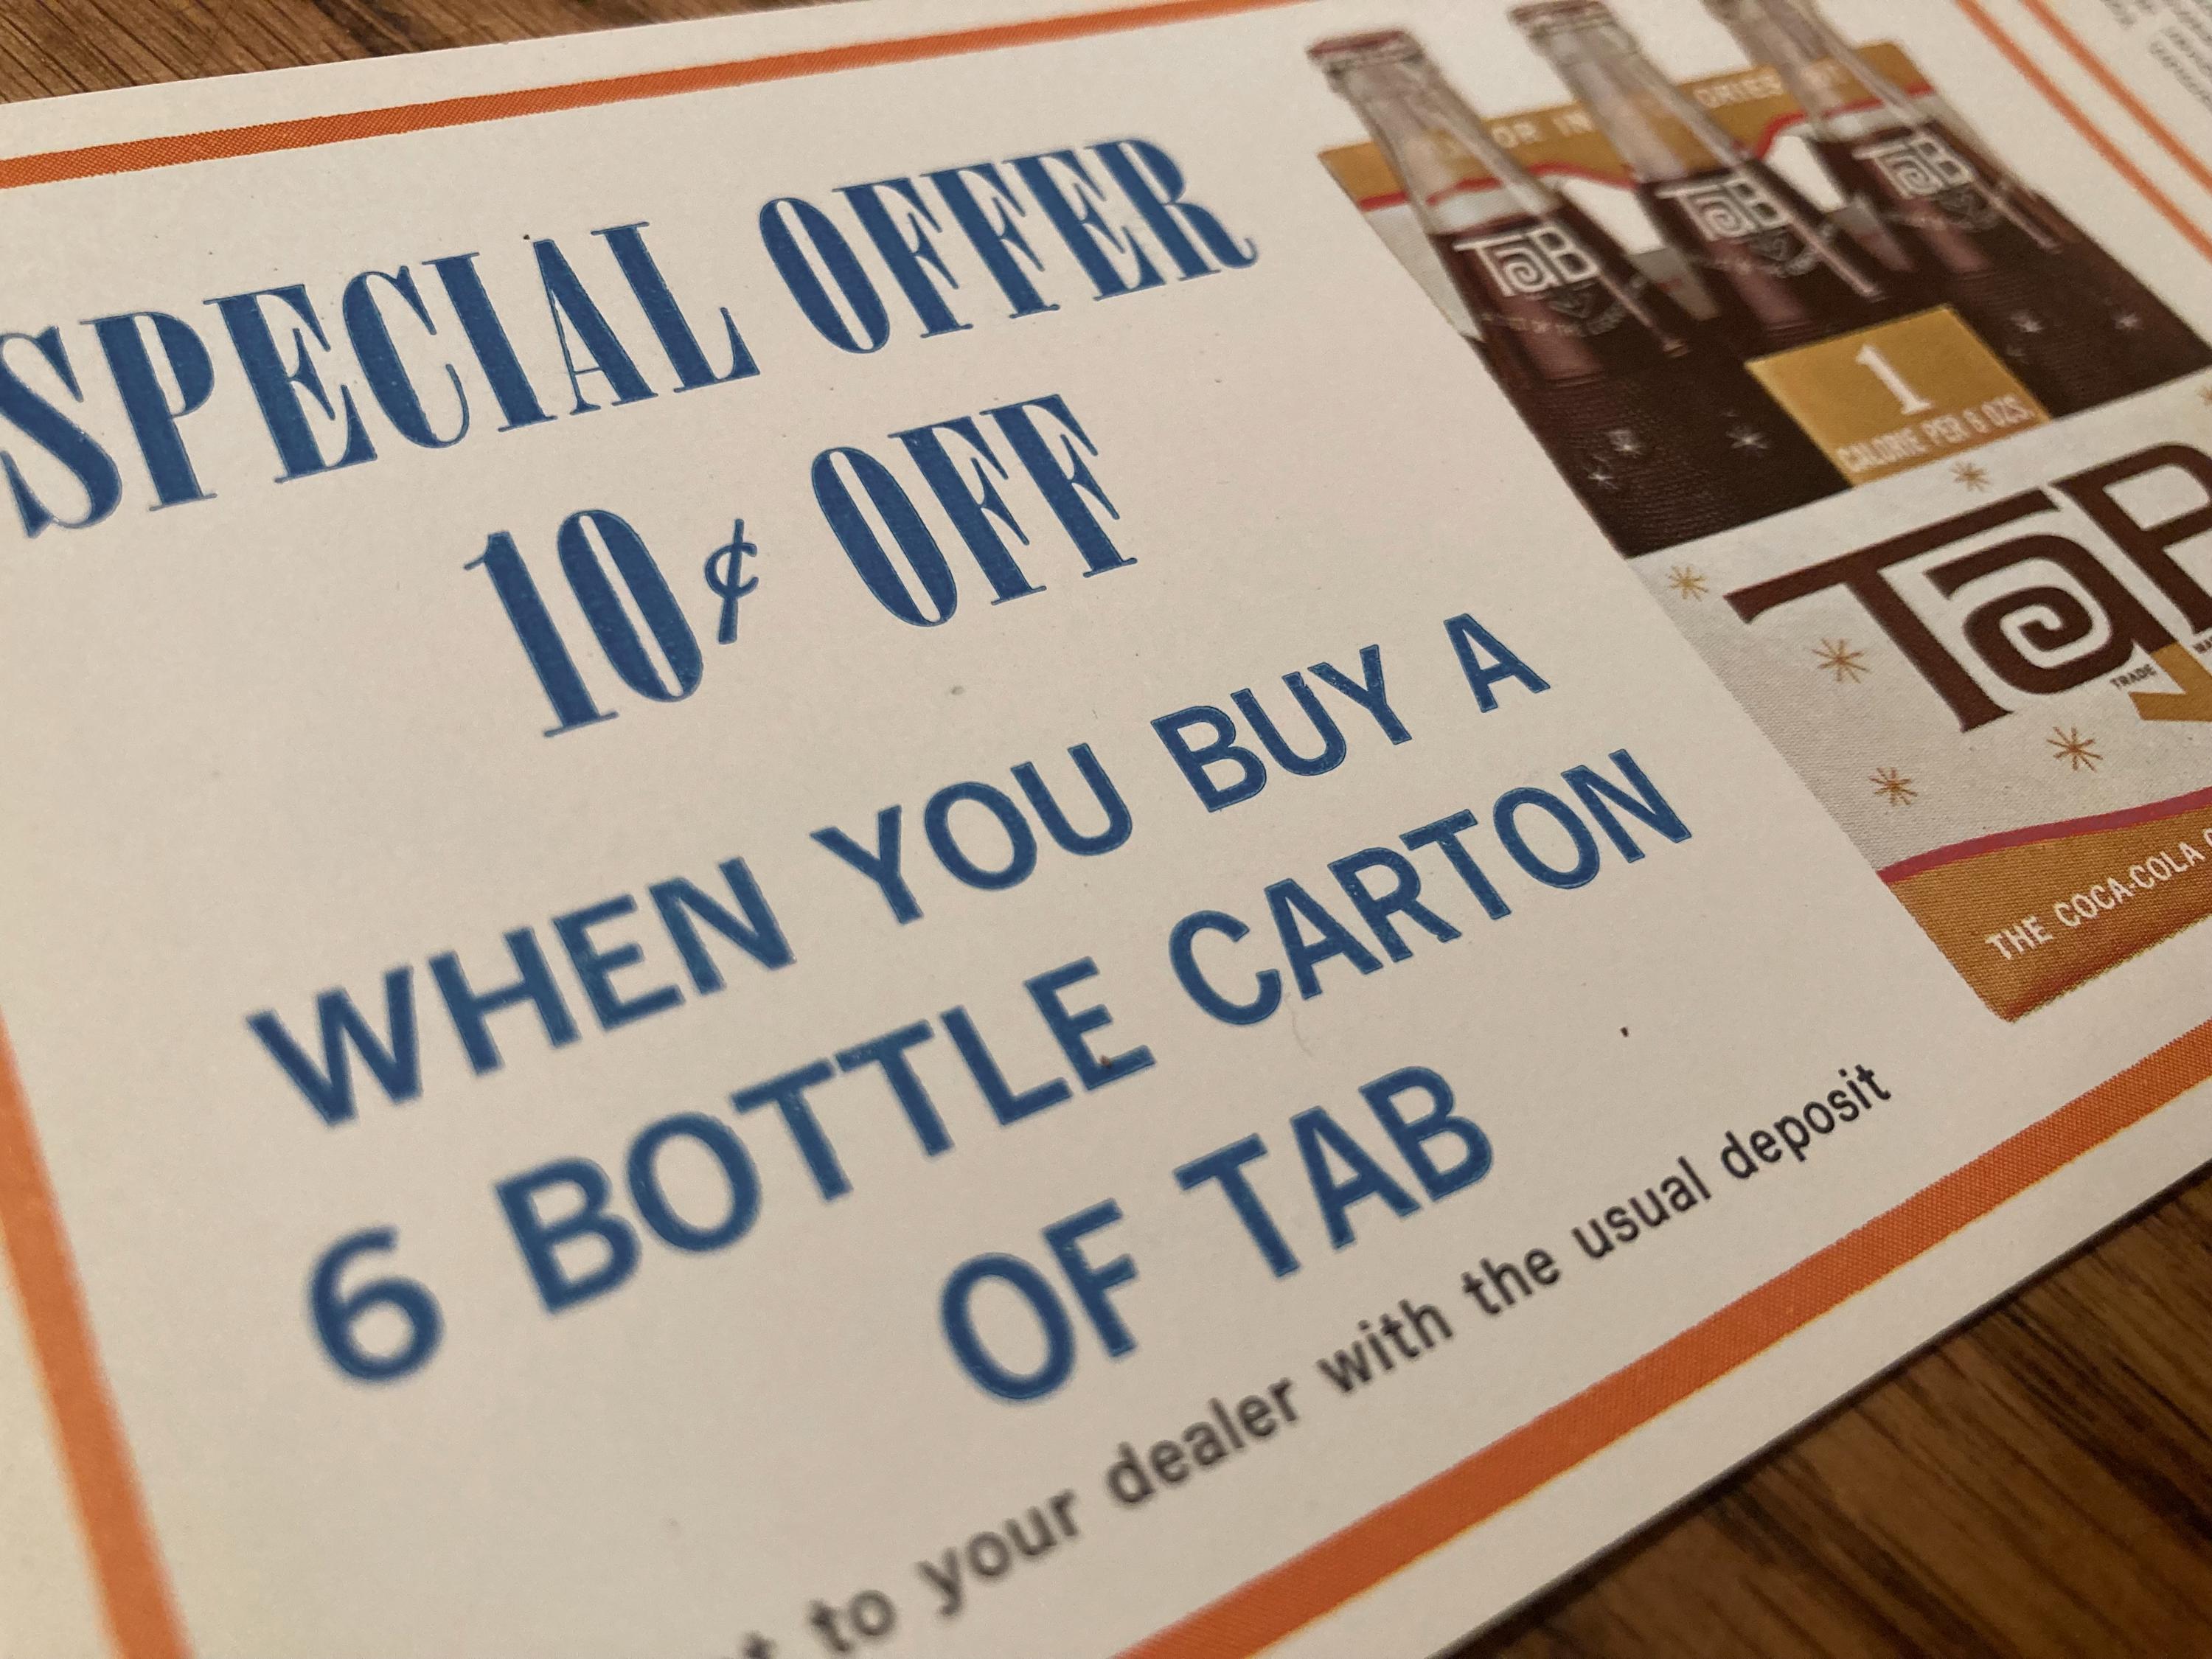 SPECIAL OFFER
10¢ OFF
WHEN YOU BUY A
6 BOTTLE CARTON
OF TAB
to your dealer with the usual deposit
TaB
TaB
TaB
1
CALORIE PER 6 OZS.
TaB
TRADE
THE COCA-COLA